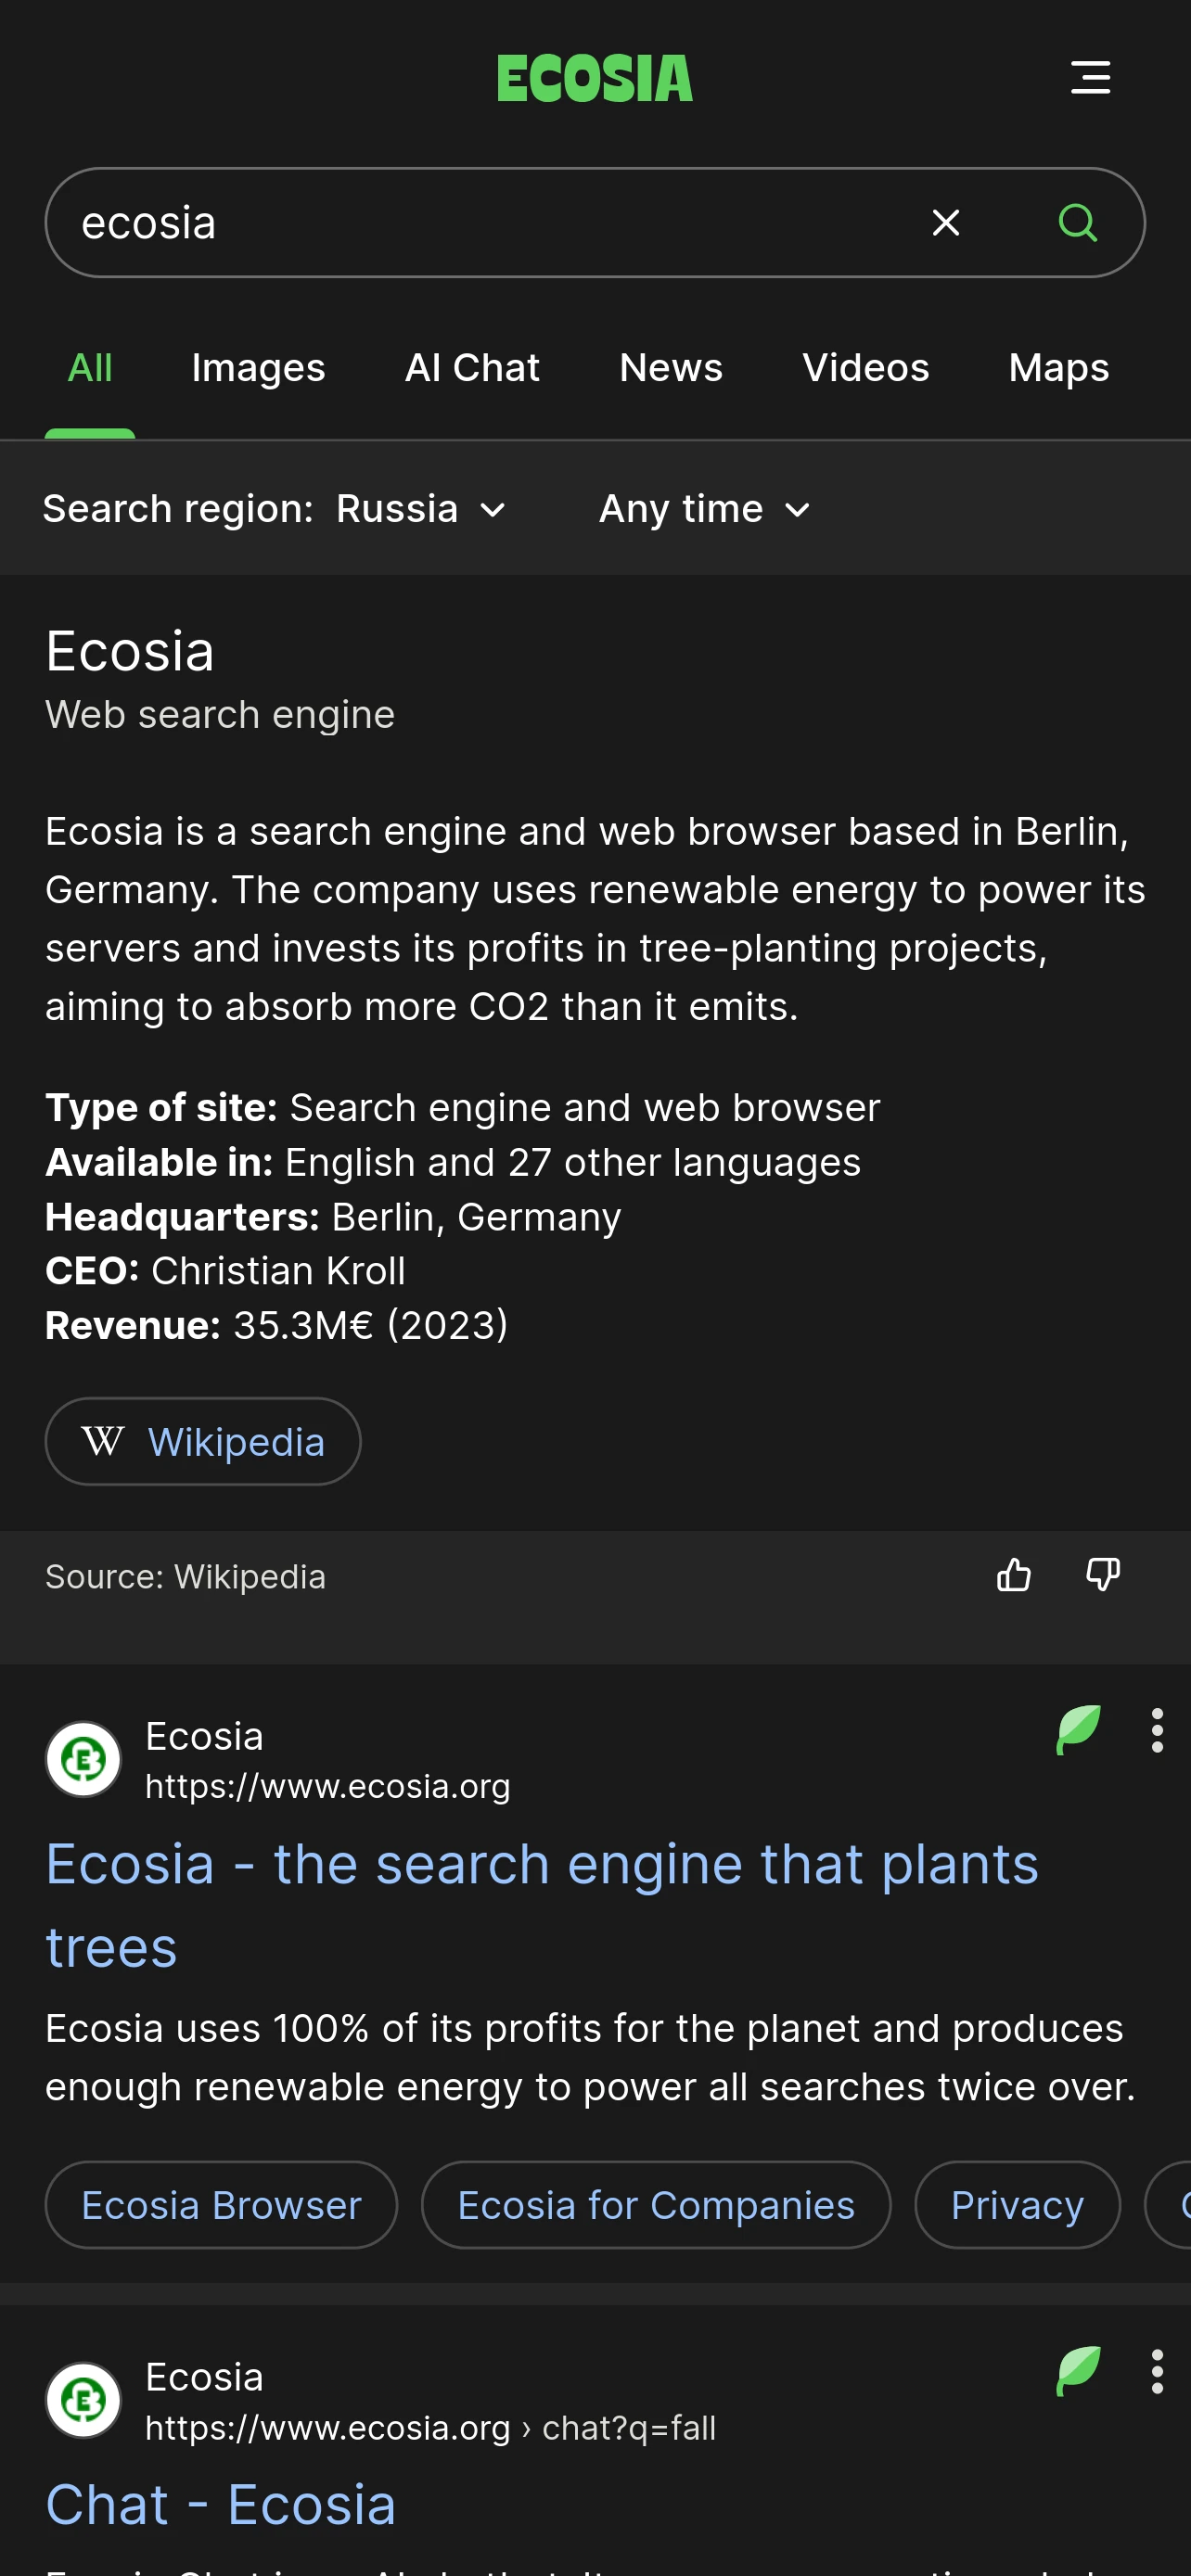 ECOSIA
ecosia
All Images AI Chat News Videos Maps
Search region: Russia Any time
Ecosia
Web search engine
Ecosia is a search engine and web browser based in Berlin,
Germany. The company uses renewable energy to power its
servers and invests its profits in tree-planting projects,
aiming to absorb more CO2 than it emits.
Type of site: Search engine and web browser
Available in: English and 27 other languages
Headquarters: Berlin, Germany
CEO: Christian Kroll
Revenue: 35.3M€ (2023)
W Wikipedia
Source: Wikipedia
Ecosia
https://www.ecosia.org
Ecosia - the search engine that plants
trees
Ecosia uses 100% of its profits for the planet and produces
enough renewable energy to power all searches twice over.
Ecosia Browser Ecosia for Companies Privacy
Ecosia
https://www.ecosia.org › chat?q=fall
Chat - Ecosia